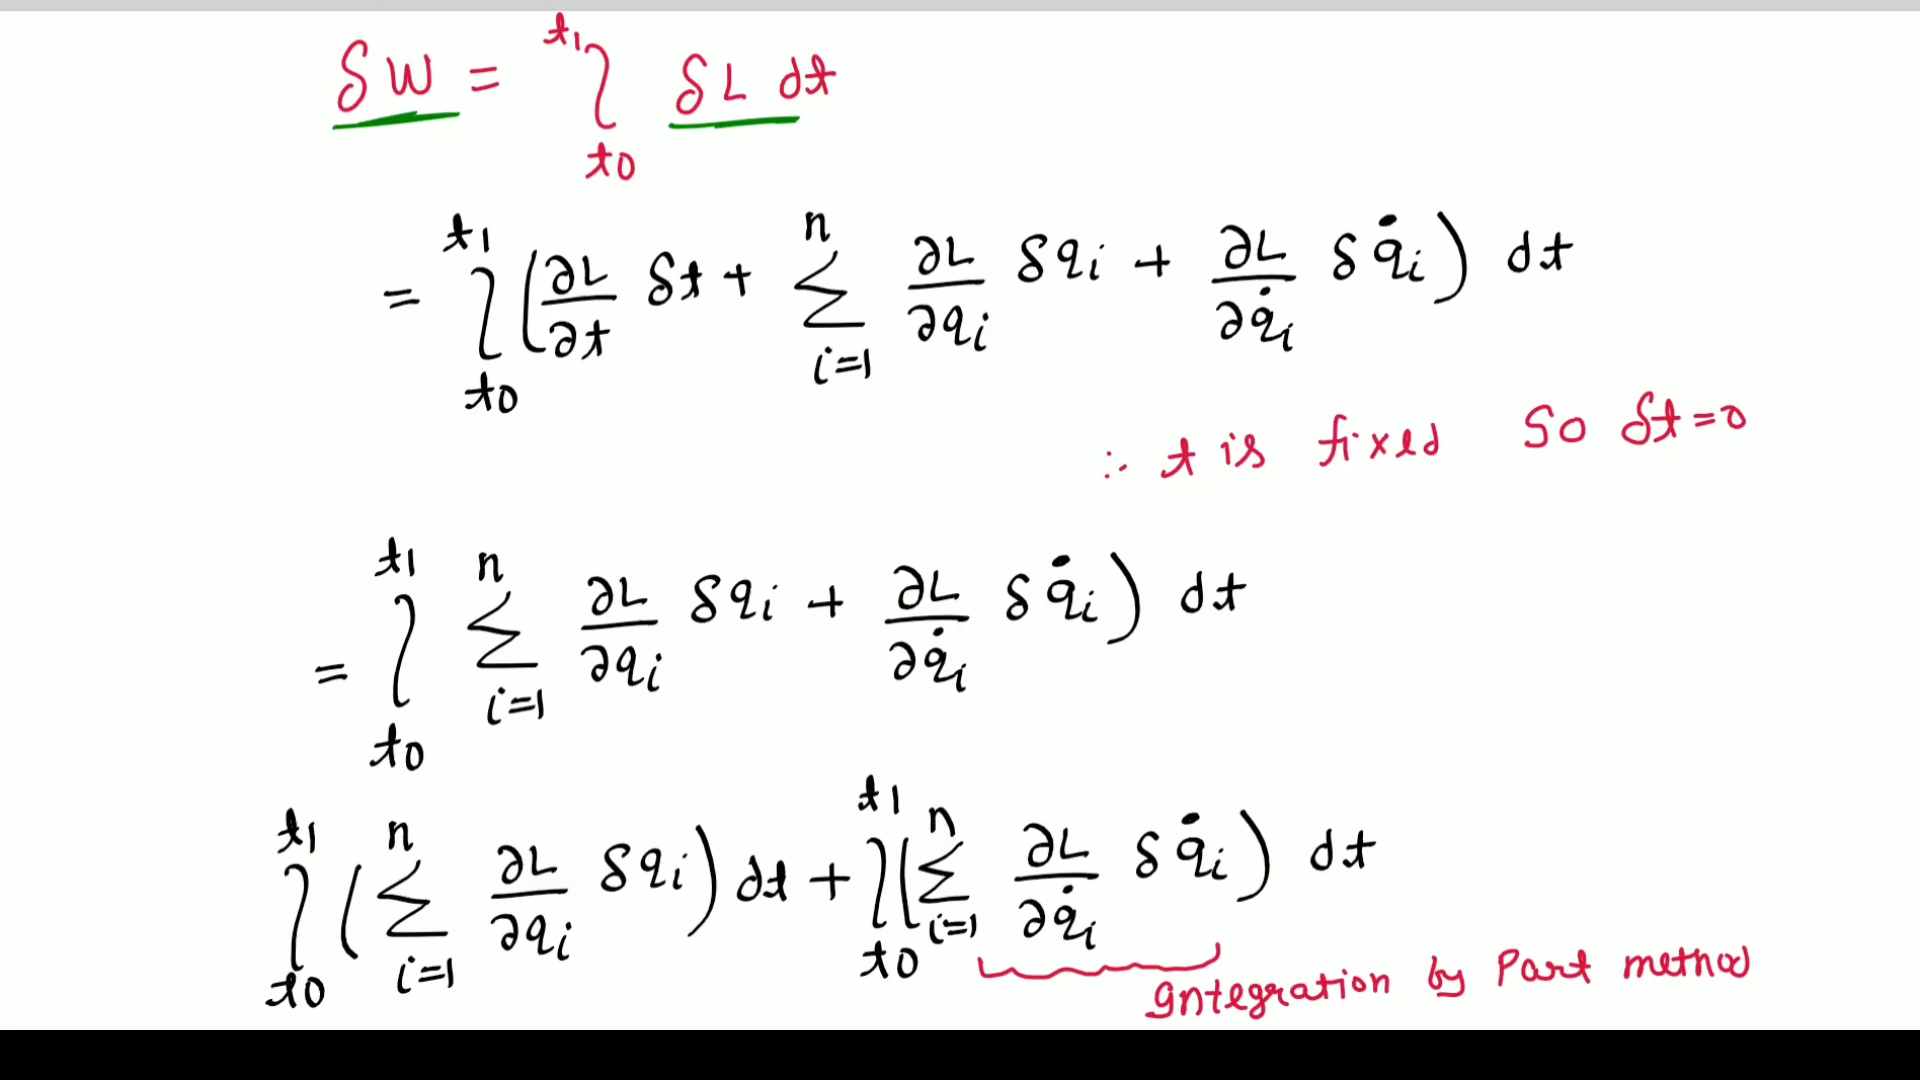 δW = ∫_{t0}^{t1} δL dt
= ∫_{t0}^{t1} (∂L/∂t δt + Σ_{i=1}^{n} ∂L/∂qi δqi + ∂L/∂q̇i δq̇i) dt
∴ t is fixed So δt=0
= ∫_{t0}^{t1} Σ_{i=1}^{n} ∂L/∂qi δqi + ∂L/∂q̇i δq̇i) dt
∫_{t0}^{t1} (Σ_{i=1}^{n} ∂L/∂qi δqi) dt + ∫_{t0}^{t1} (Σ_{i=1}^{n} ∂L/∂q̇i δq̇i) dt
Integration by Part method